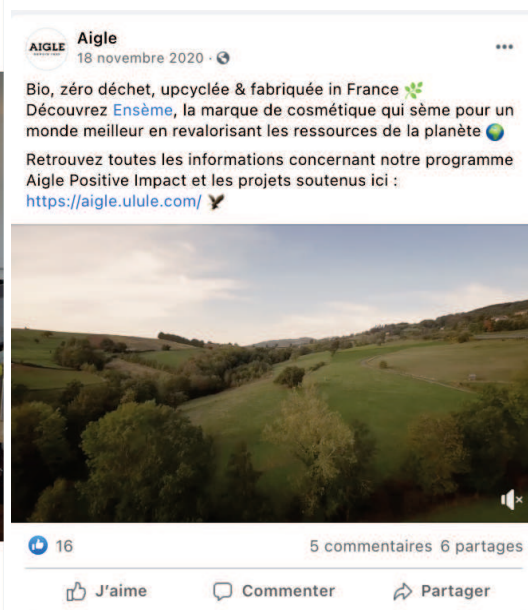 AIGLE
Aigle
18 novembre 2020 ·
Bio, zéro déchet, upcyclée & fabriquée in France 🌿
Découvrez Ensème, la marque de cosmétique qui sème pour un
monde meilleur en revalorisant les ressources de la planète 🌍
Retrouvez toutes les informations concernant notre programme
Aigle Positive Impact et les projets soutenus ici :
https://aigle.ulule.com/ 🦅
16
5 commentaires 6 partages
J'aime
Commenter
Partager